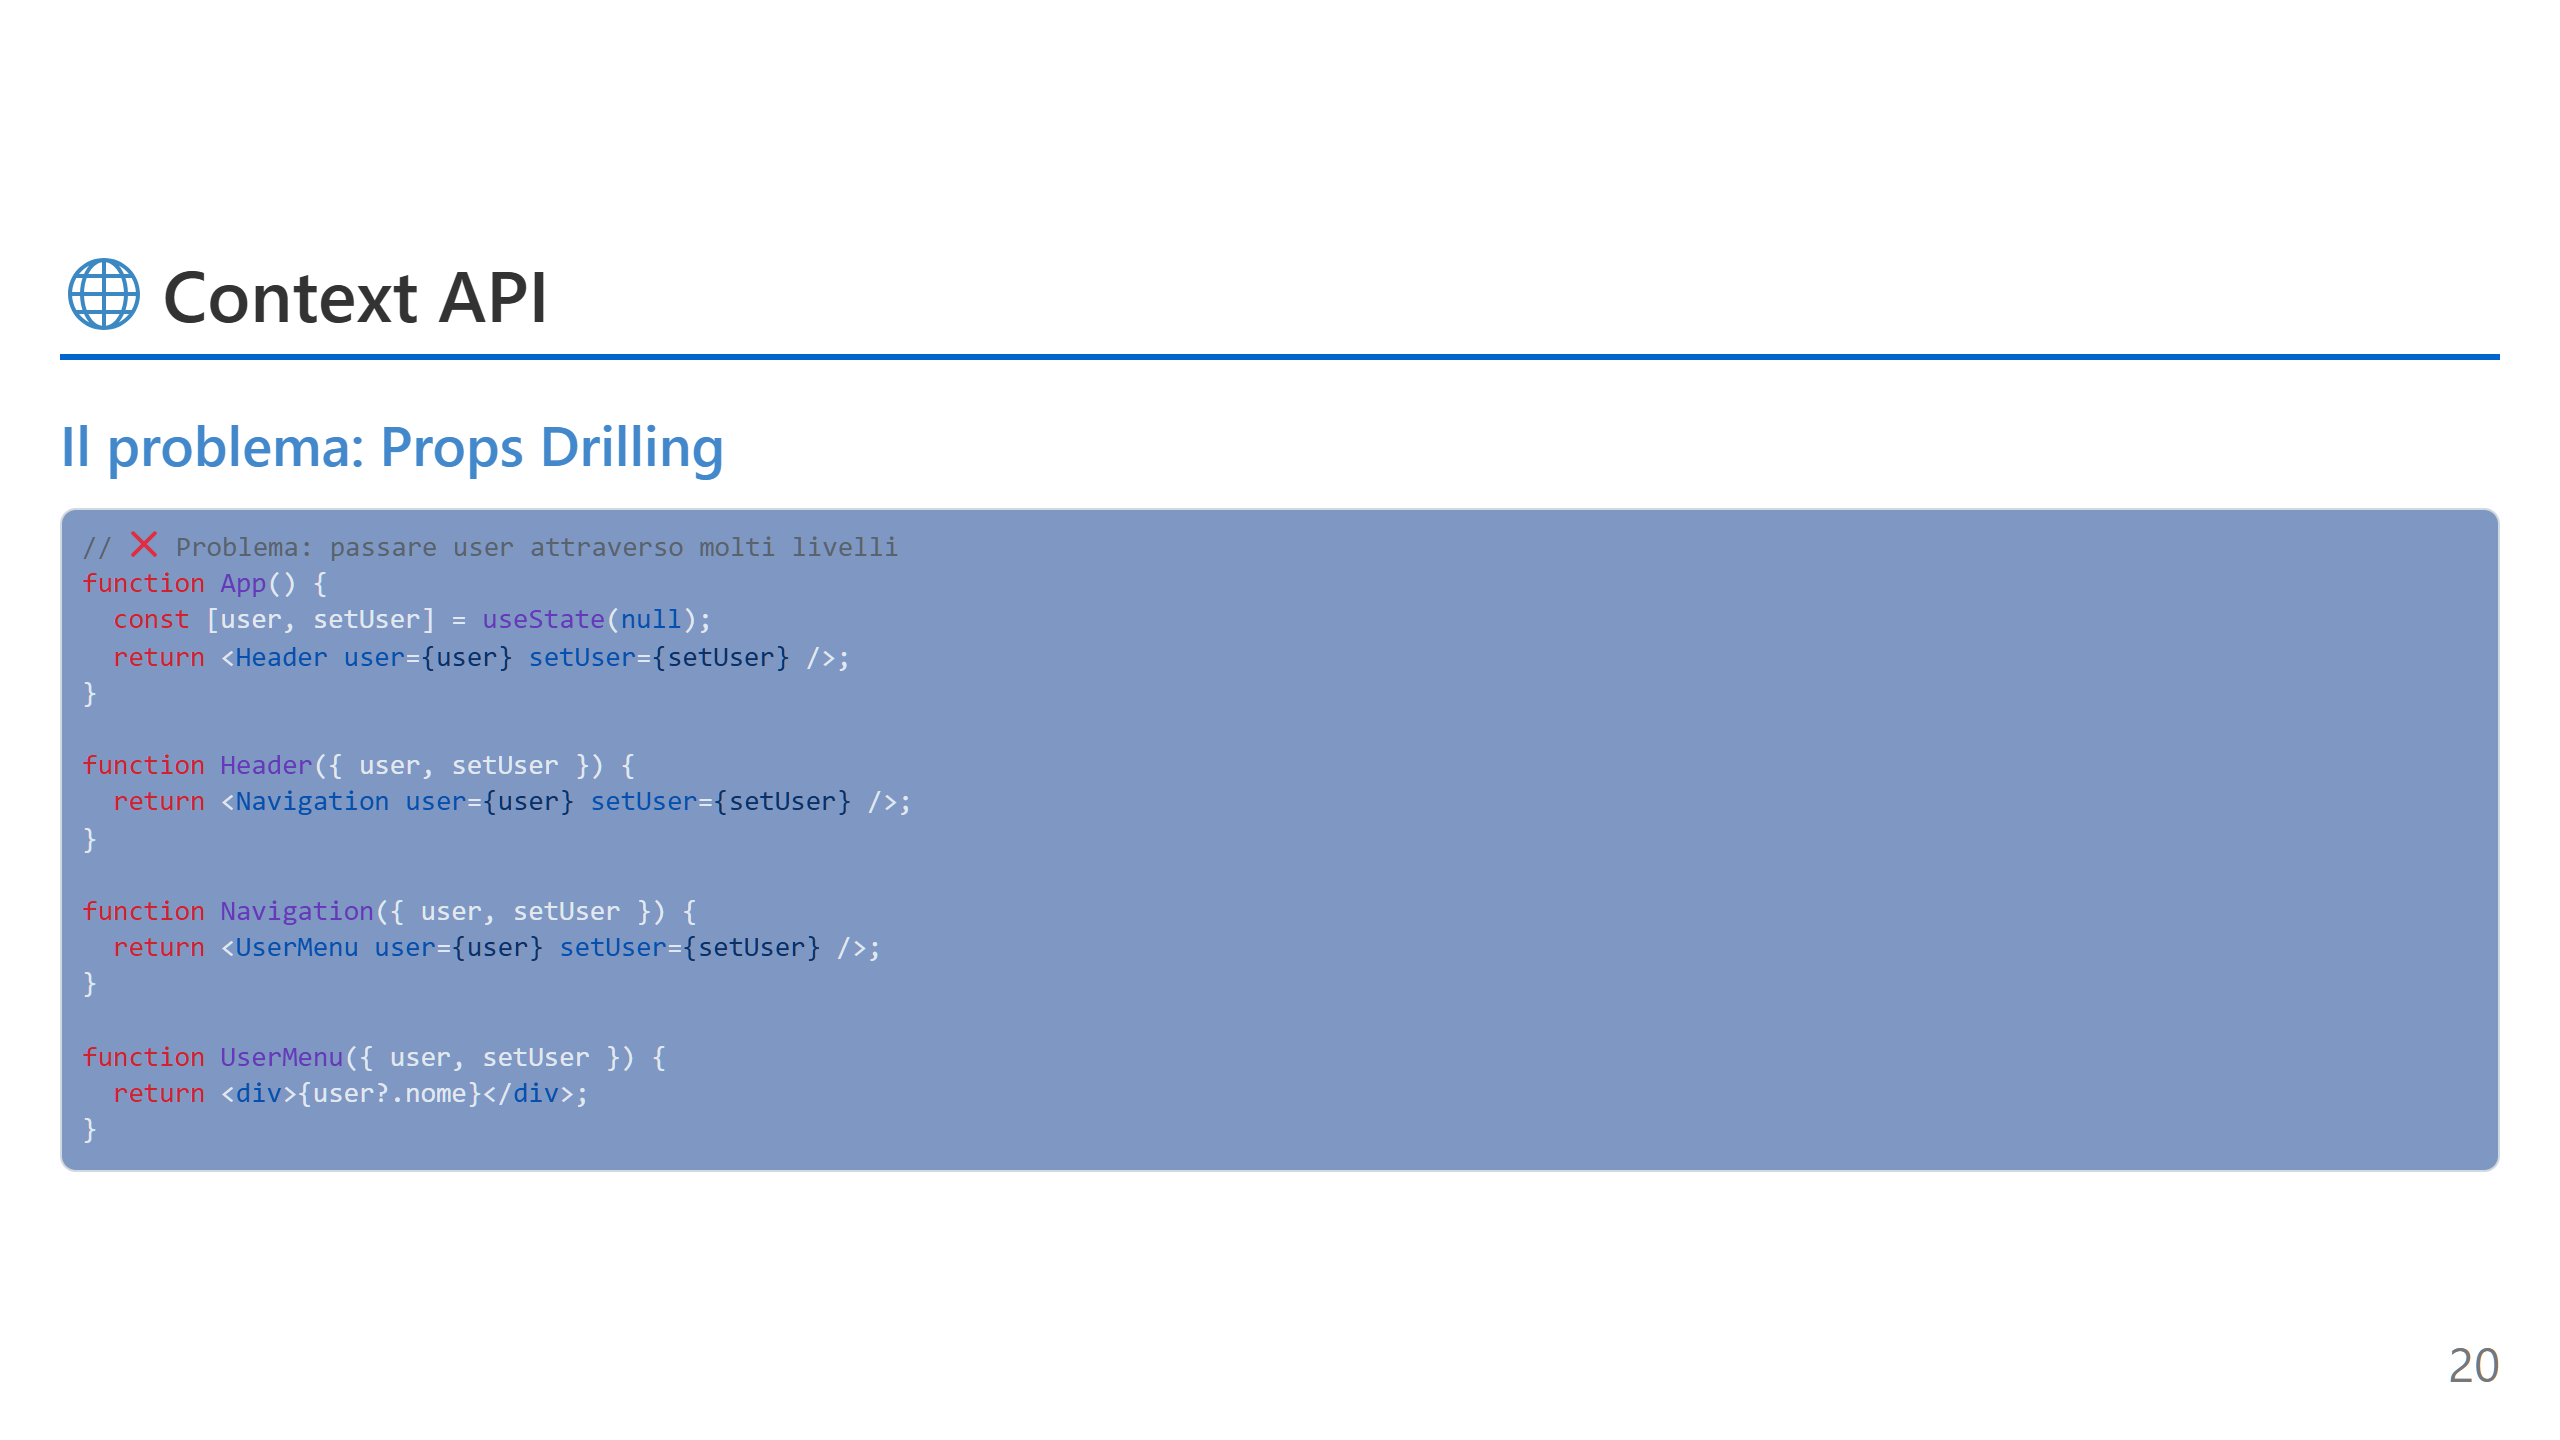 Context API
Il problema: Props Drilling
// ❌ Problema: passare user attraverso molti livelli
function App() {
  const [user, setUser] = useState(null);
  return <Header user={user} setUser={setUser} />;
}

function Header({ user, setUser }) {
  return <Navigation user={user} setUser={setUser} />;
}

function Navigation({ user, setUser }) {
  return <UserMenu user={user} setUser={setUser} />;
}

function UserMenu({ user, setUser }) {
  return <div>{user?.nome}</div>;
}
20